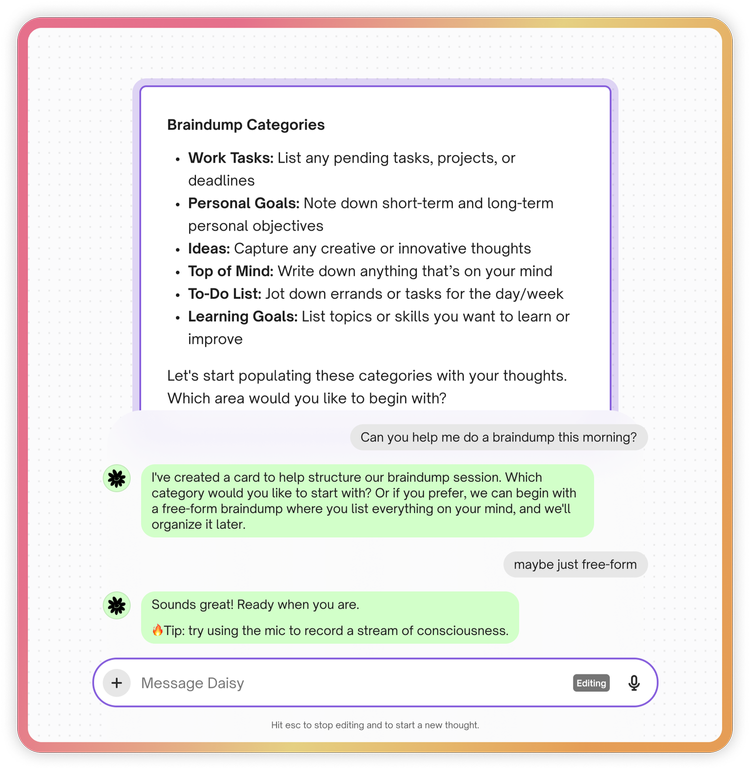 Braindump Categories
• Work Tasks: List any pending tasks, projects, or
deadlines
• Personal Goals: Note down short-term and long-term
personal objectives
• Ideas: Capture any creative or innovative thoughts
• Top of Mind: Write down anything that’s on your mind
• To-Do List: Jot down errands or tasks for the day/week
• Learning Goals: List topics or skills you want to learn or
improve
Let's start populating these categories with your thoughts.
Which area would you like to begin with?
Can you help me do a braindump this morning?
I've created a card to help structure our braindump session. Which
category would you like to start with? Or if you prefer, we can begin with
a free-form braindump where you list everything on your mind, and we'll
organize it later.
maybe just free-form
Sounds great! Ready when you are.
🔥Tip: try using the mic to record a stream of consciousness.
Message Daisy
Editing
Hit esc to stop editing and to start a new thought.